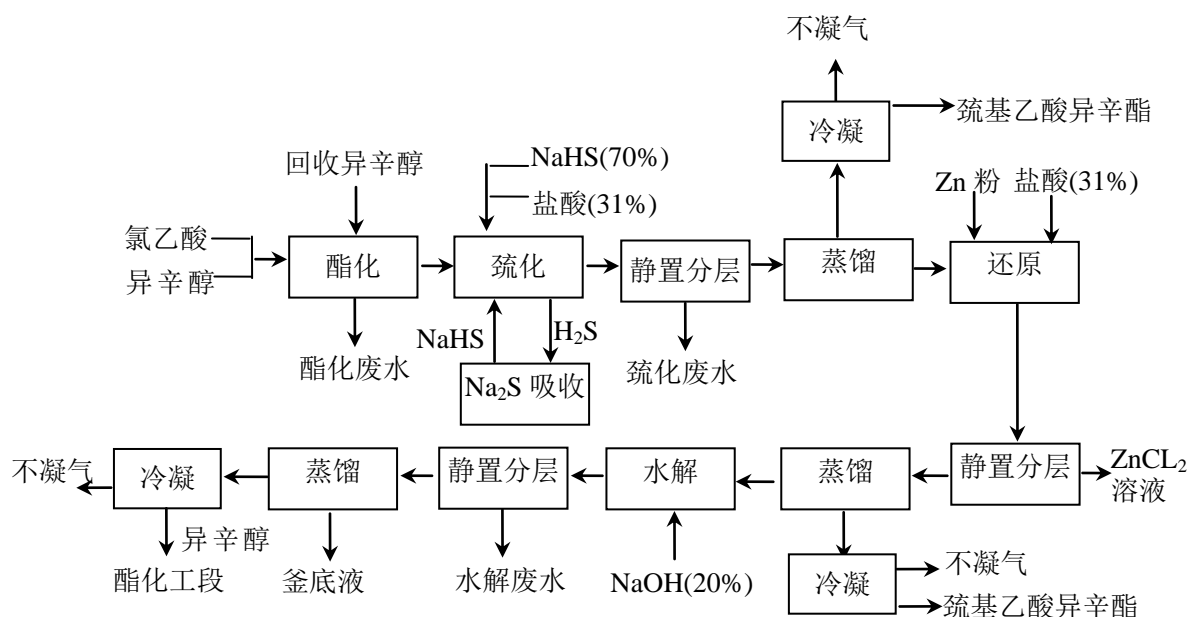 不凝气
冷凝
巯基乙酸异辛酯
回收异辛醇
NaHS(70%)
盐酸(31%)
Zn 粉 盐酸(31%)
氯乙酸
异辛醇
酯化
巯化
静置分层
蒸馏
还原
NaHS
H₂S
酯化废水
Na₂S 吸收
巯化废水
不凝气
冷凝
蒸馏
静置分层
水解
蒸馏
静置分层
ZnCL₂
溶液
异辛醇
酯化工段
釜底液
水解废水
NaOH(20%)
冷凝
不凝气
巯基乙酸异辛酯